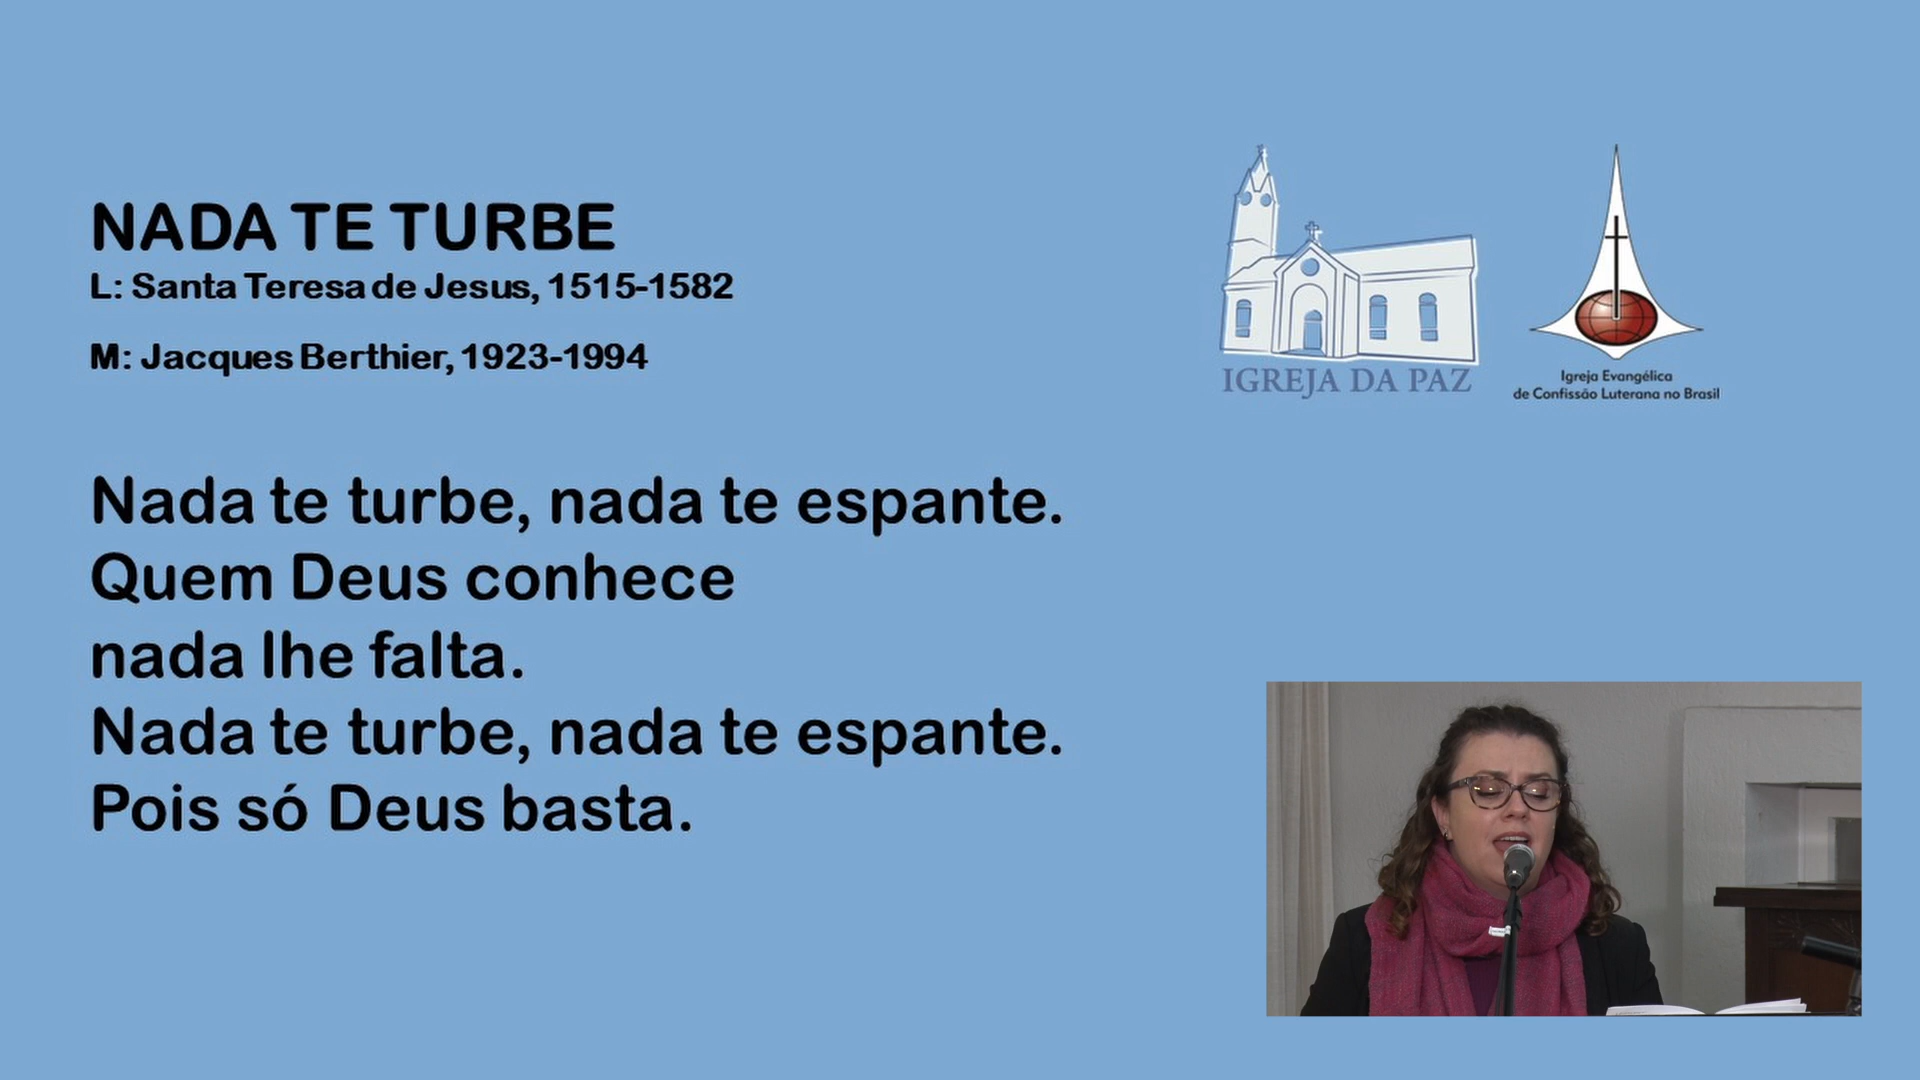 NADA TE TURBE
L: Santa Teresa de Jesus, 1515-1582
M: Jacques Berthier, 1923-1994
IGREJA DA PAZ
Igreja Evangélica
de Confissão Luterana no Brasil
Nada te turbe, nada te espante.
Quem Deus conhece
nada lhe falta.
Nada te turbe, nada te espante.
Pois só Deus basta.